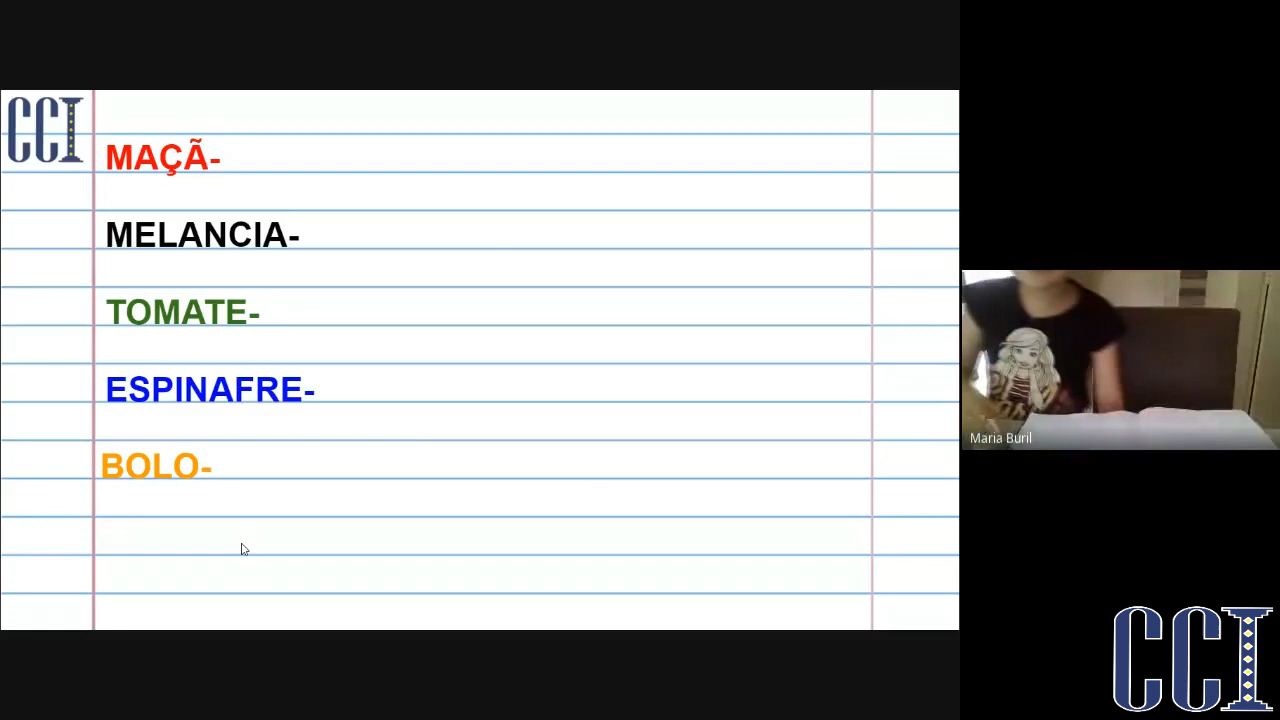 CCI
MAÇÃ-
MELANCIA-
TOMATE-
ESPINAFRE-
BOLO-
Maria Buril
CCI